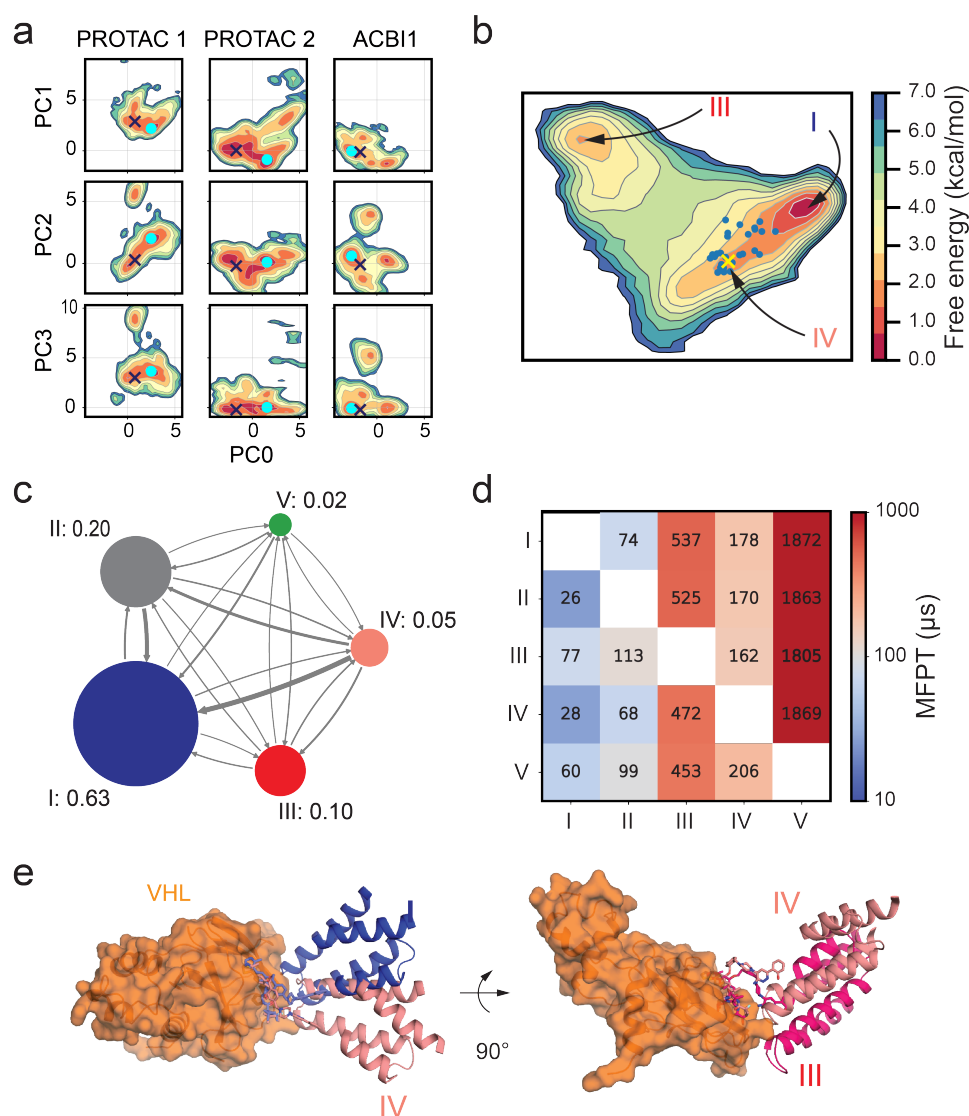 a
PROTAC 1 PROTAC 2 ACBI1
PC1
5
0
PC2
5
0
PC3
10
5
0
0 5 0 5 0 5
PC0
b
III
I
IV
7.0
6.0
5.0
4.0
3.0
2.0
1.0
0.0
Free energy (kcal/mol)
c
V: 0.02
II: 0.20
IV: 0.05
I: 0.63
III: 0.10
d
I 74 537 178 1872
II 26 525 170 1863
III 77 113 162 1805
IV 28 68 472 1869
V 60 99 453 206
I II III IV V
1000
100
10
MFPT (μs)
e
VHL
IV
90°
IV
III